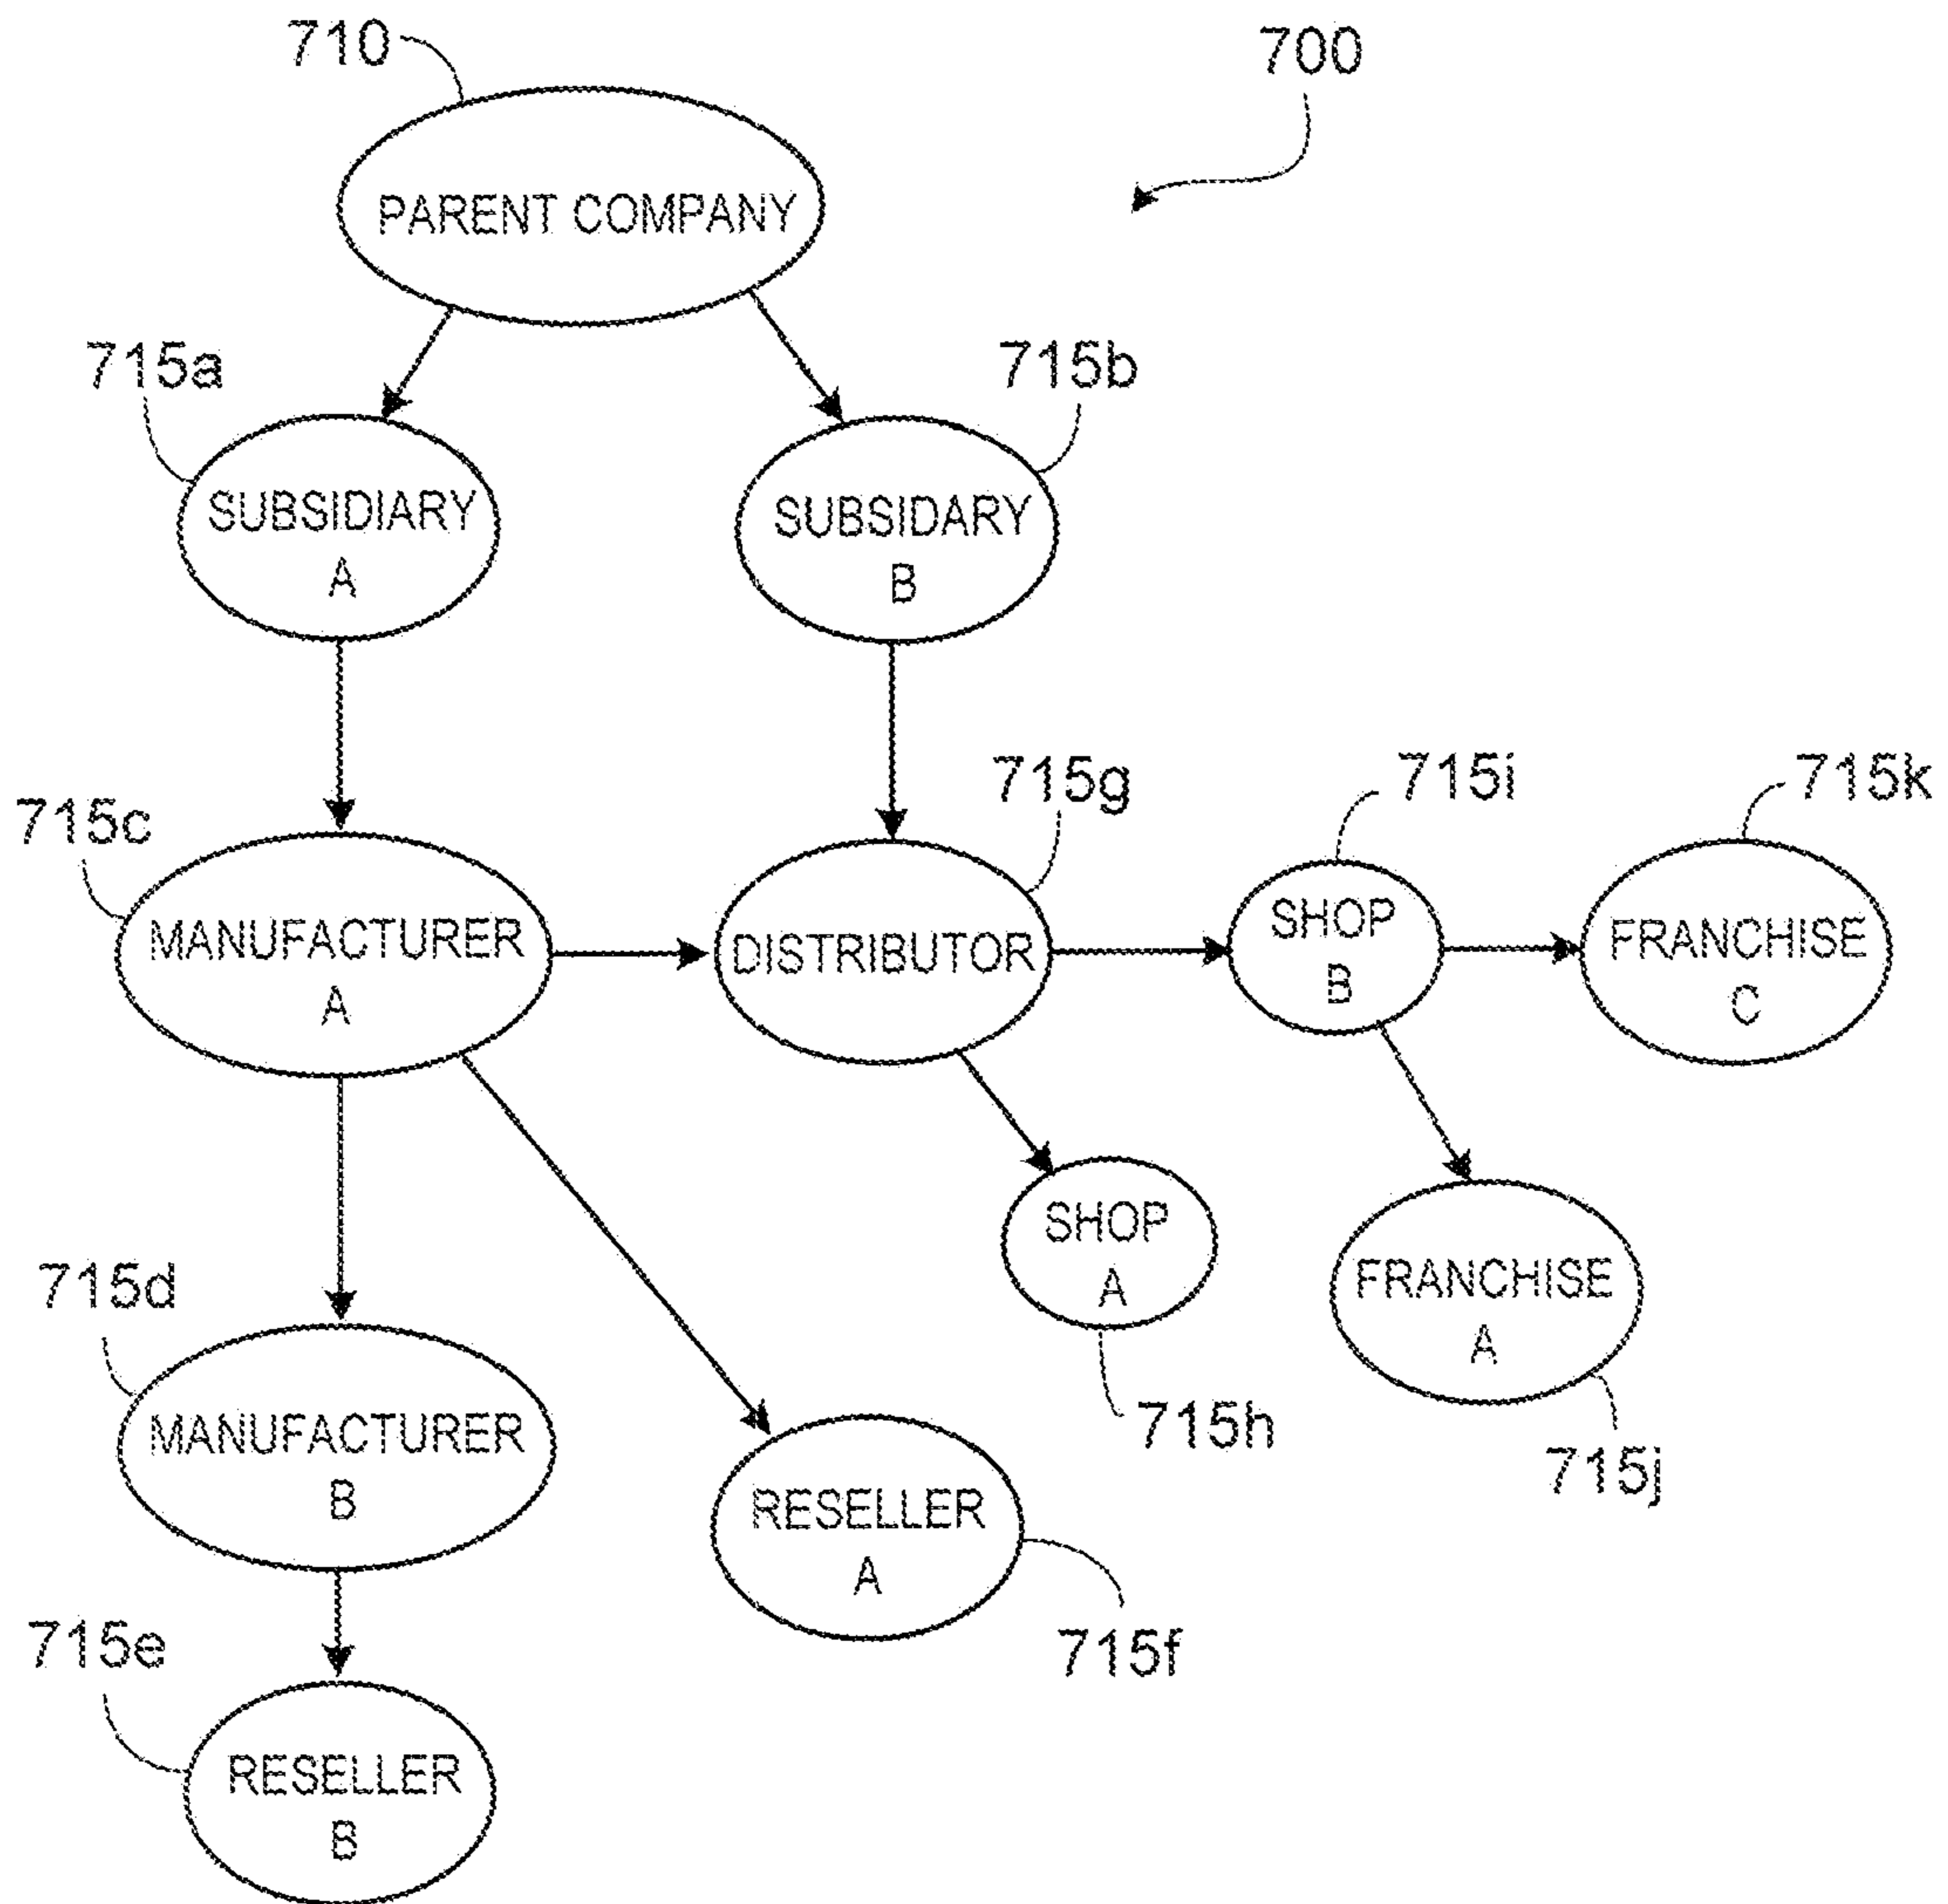 710
700
PARENT COMPANY
715a
715b
SUBSIDIARY
A
SUBSIDARY
B
715c
715g
715i
715k
MANUFACTURER
A
DISTRIBUTOR
SHOP
B
FRANCHISE
C
715d
SHOP
A
FRANCHISE
A
MANUFACTURER
B
715h
715j
RESELLER
A
715e
715f
RESELLER
B